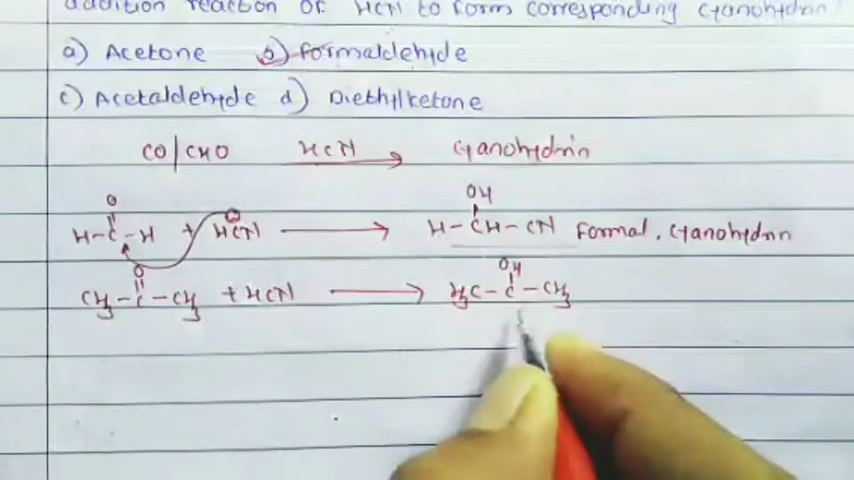 addition reaction of HCN to form corresponding cyanohydrin
a) Acetone b) formaldehyde
c) Acetaldehyde d) Diethylketone
CO/CHO HCN cyanohydrin
O OH
H-C-H + HCN H-CH-CN Formal. cyanohydrin
O OH
CH3-C-CH3 + HCN H3C-C-CH3